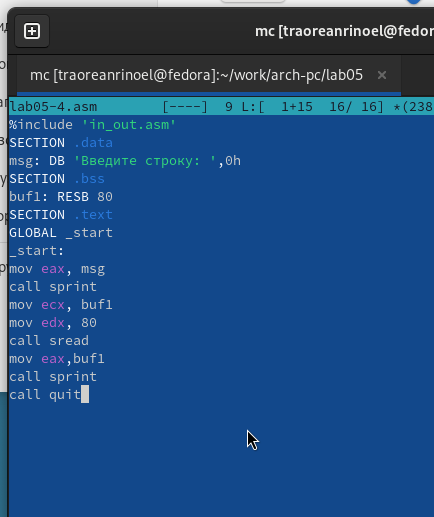 mc [traoreanrinoel@fedor
mc [traoreanrinoel@fedora]:~/work/arch-pc/lab05 ×
lab05-4.asm [----] 9 L:[ 1+15 16/ 16] *(238
%include 'in_out.asm'
SECTION .data
msg: DB 'Введите строку: ',0h
SECTION .bss
buf1: RESB 80
SECTION .text
GLOBAL _start
_start:
mov eax, msg
call sprint
mov ecx, buf1
mov edx, 80
call sread
mov eax,buf1
call sprint
call quit